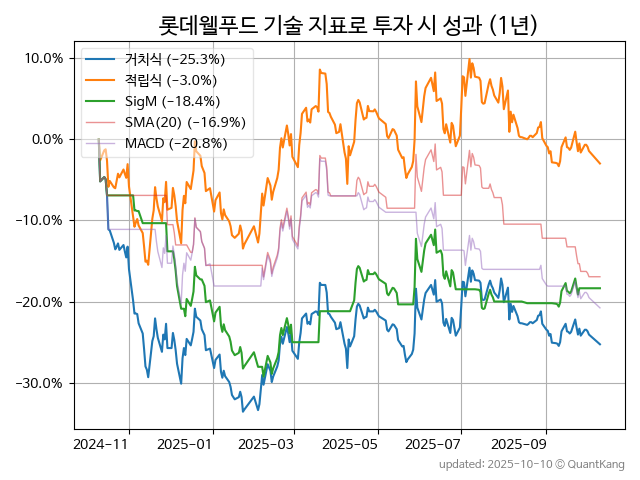 롯데웰푸드 기술 지표로 투자 시 성과 (1년)
10.0%
0.0%
−10.0%
−20.0%
−30.0%
거치식 (−25.3%)
적립식 (−3.0%)
SigM (−18.4%)
SMA(20) (−16.9%)
MACD (−20.8%)
2024-11
2025-01
2025-03
2025-05
2025-07
2025-09
updated: 2025-10-10 © QuantKang